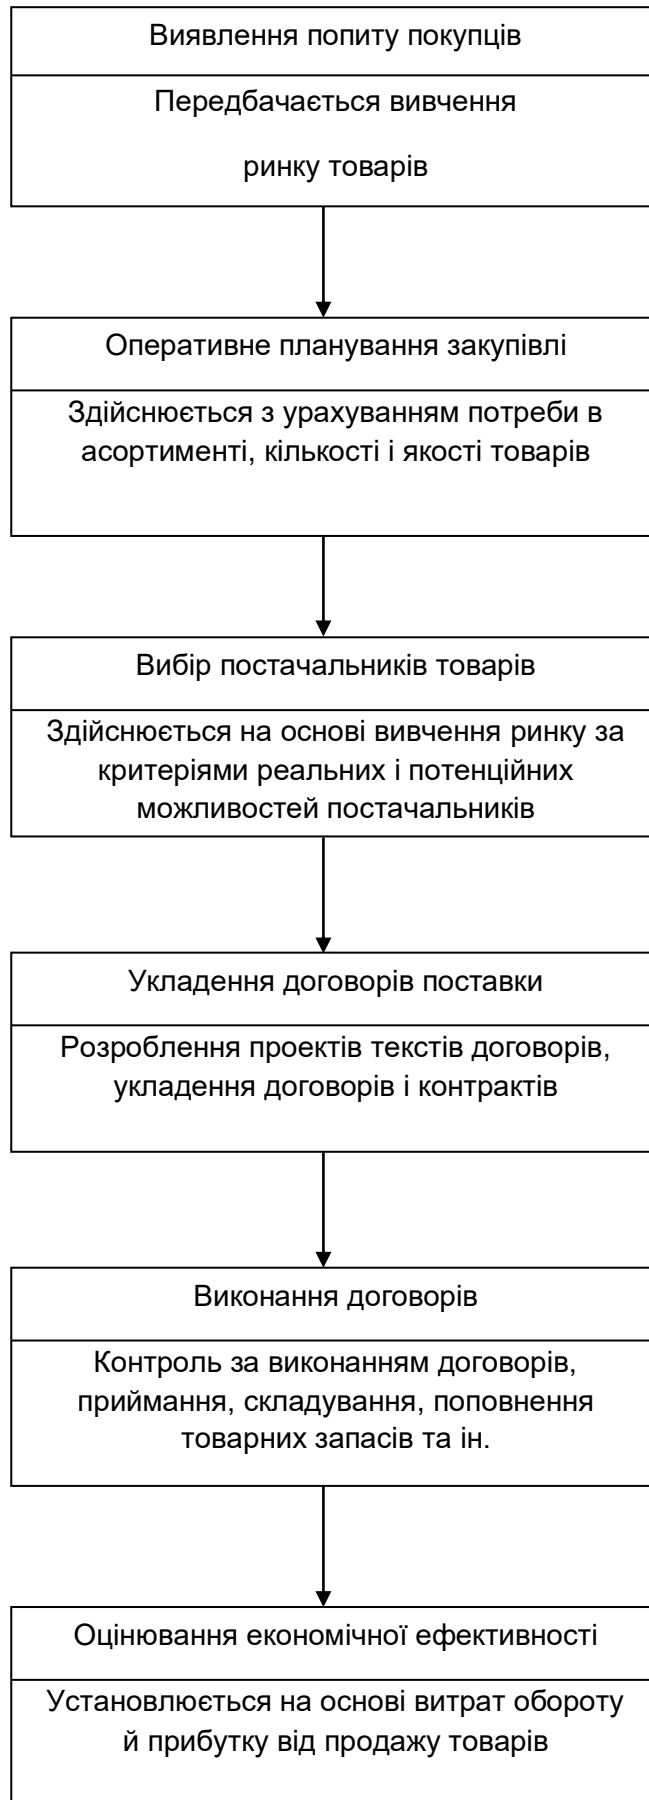 Виявлення попиту покупців
Передбачається вивчення
ринку товарів
Оперативне планування закупівлі
Здійснюється з урахуванням потреби в
асортименті, кількості і якості товарів
Вибір постачальників товарів
Здійснюється на основі вивчення ринку за
критеріями реальних і потенційних
можливостей постачальників
Укладення договорів поставки
Розроблення проектів текстів договорів,
укладення договорів і контрактів
Виконання договорів
Контроль за виконанням договорів,
приймання, складування, поповнення
товарних запасів та ін.
Оцінювання економічної ефективності
Установлюється на основі витрат обороту
й прибутку від продажу товарів